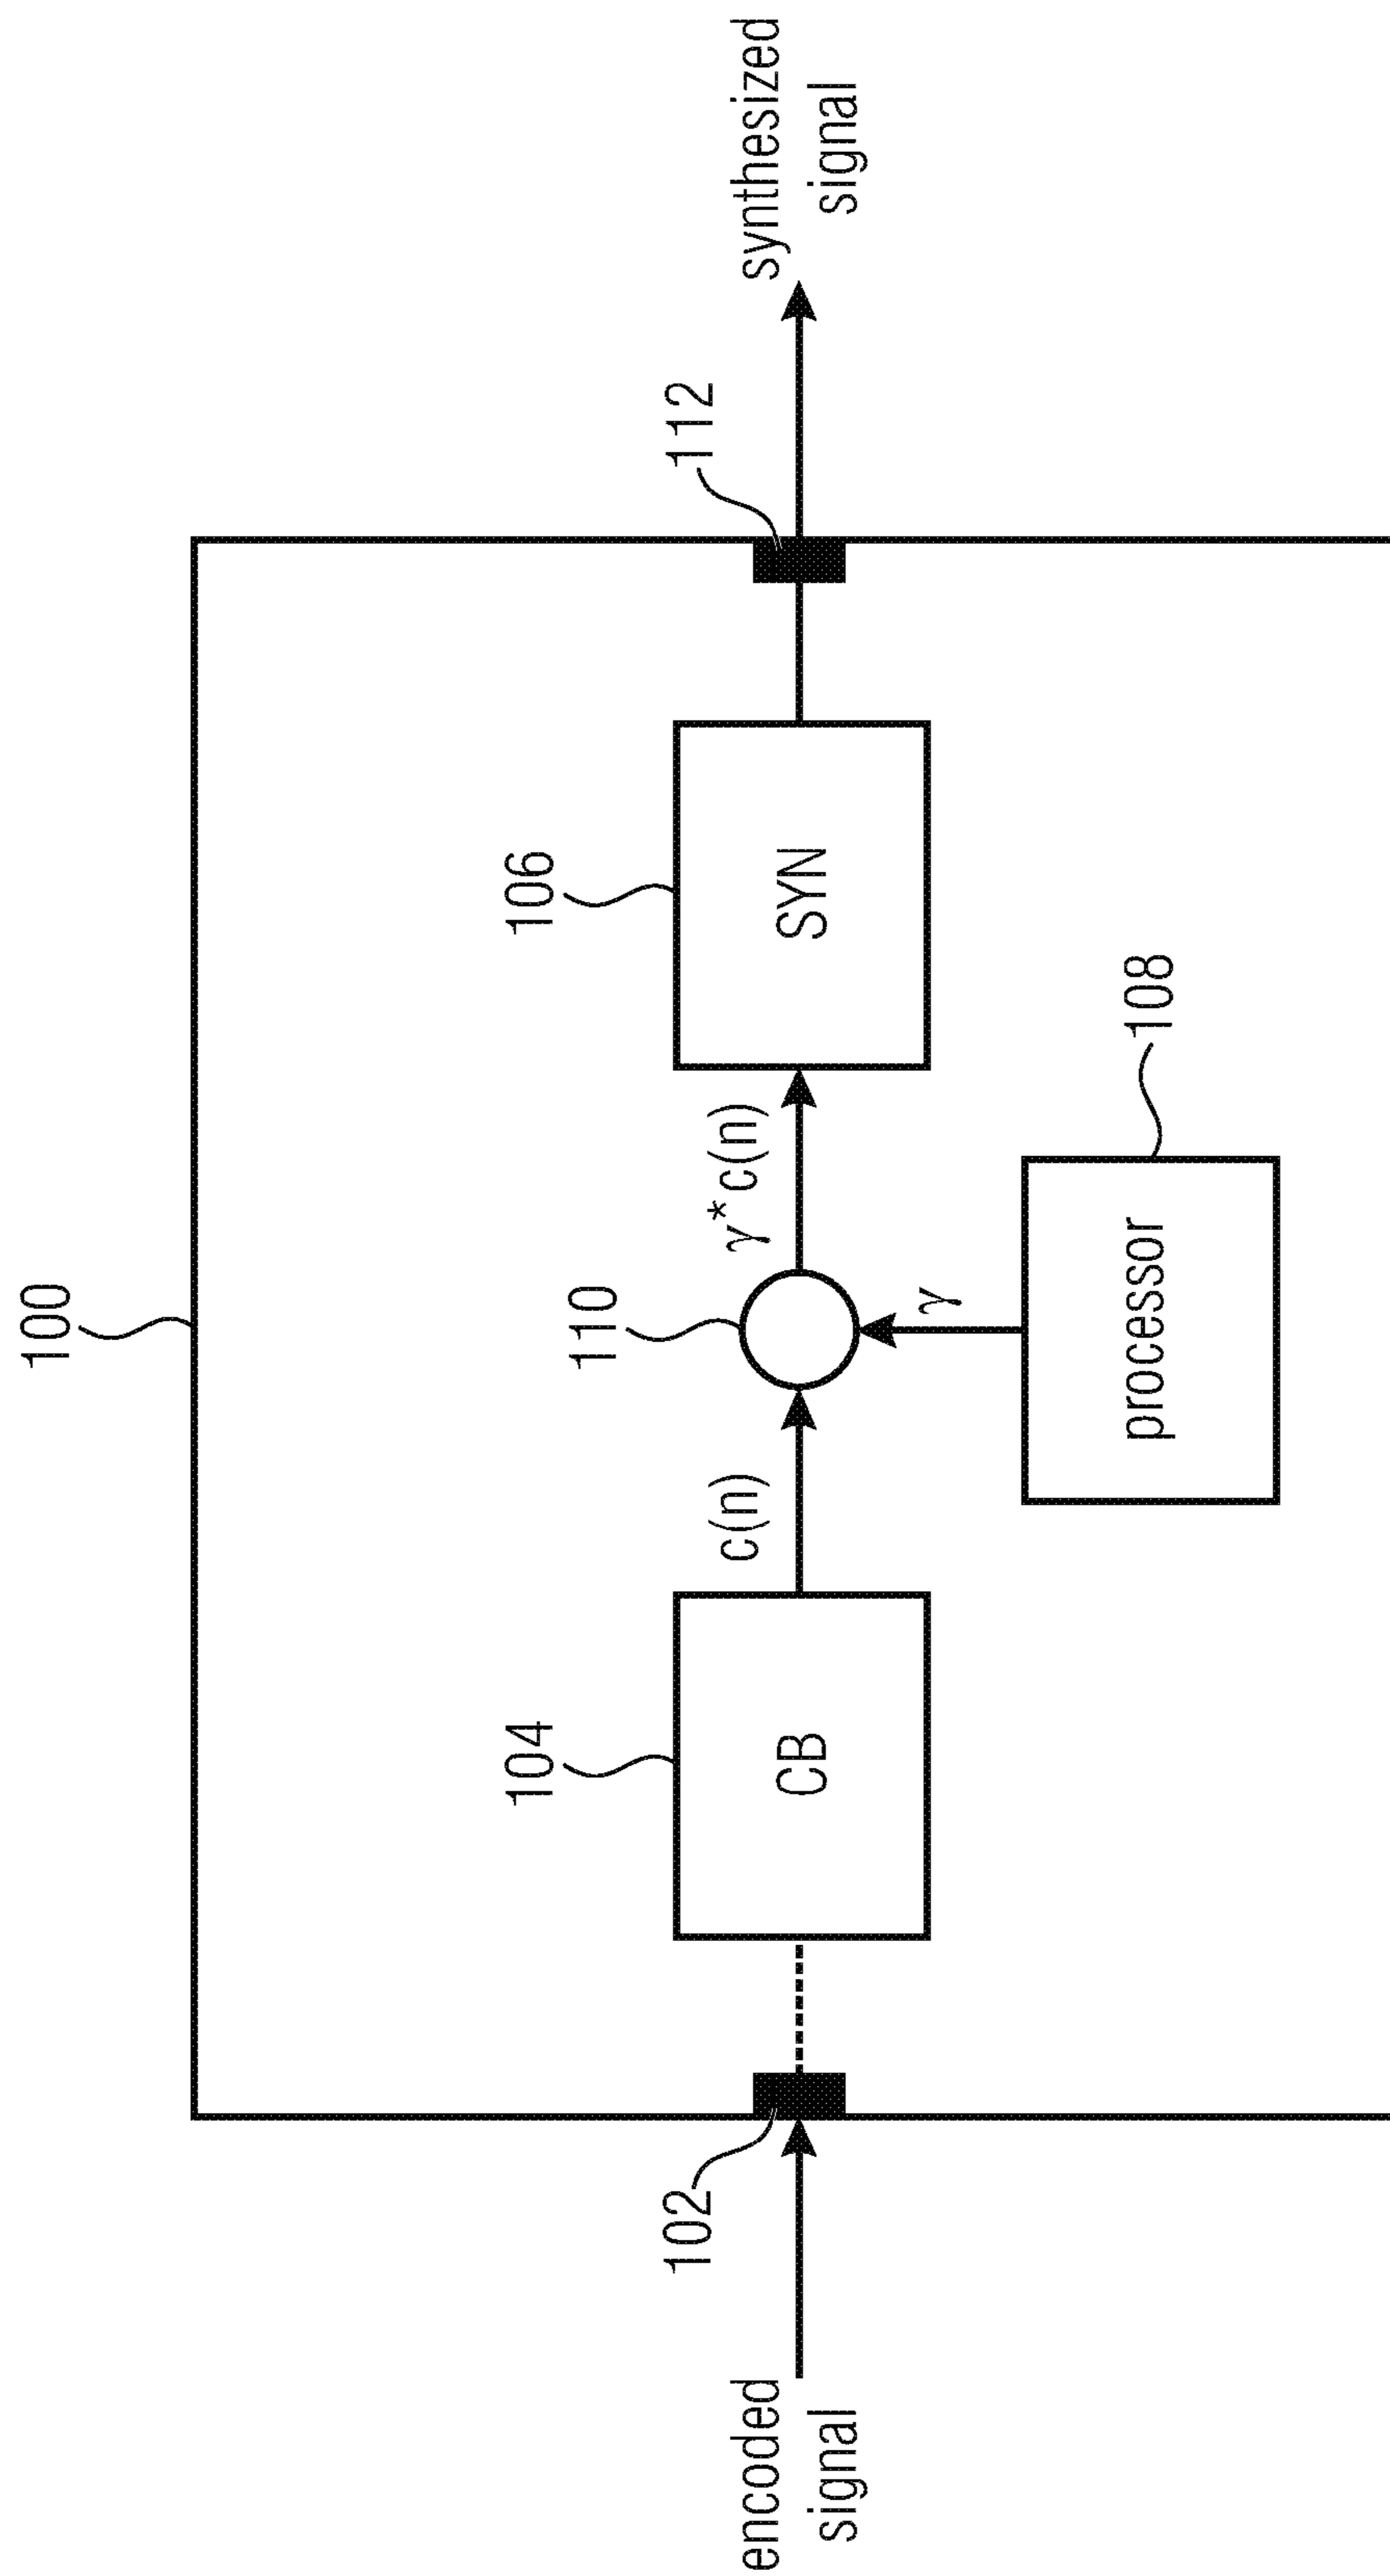 100
encoded
signal
102
104
CB
c(n)
110
γ*c(n)
γ
processor
108
106
SYN
112
synthesized
signal